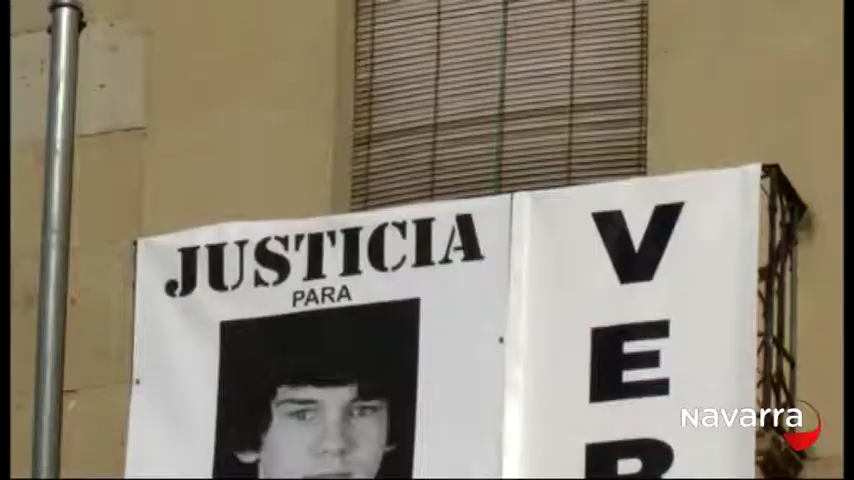 JUSTICIA
PARA
V
E
R
Navarra